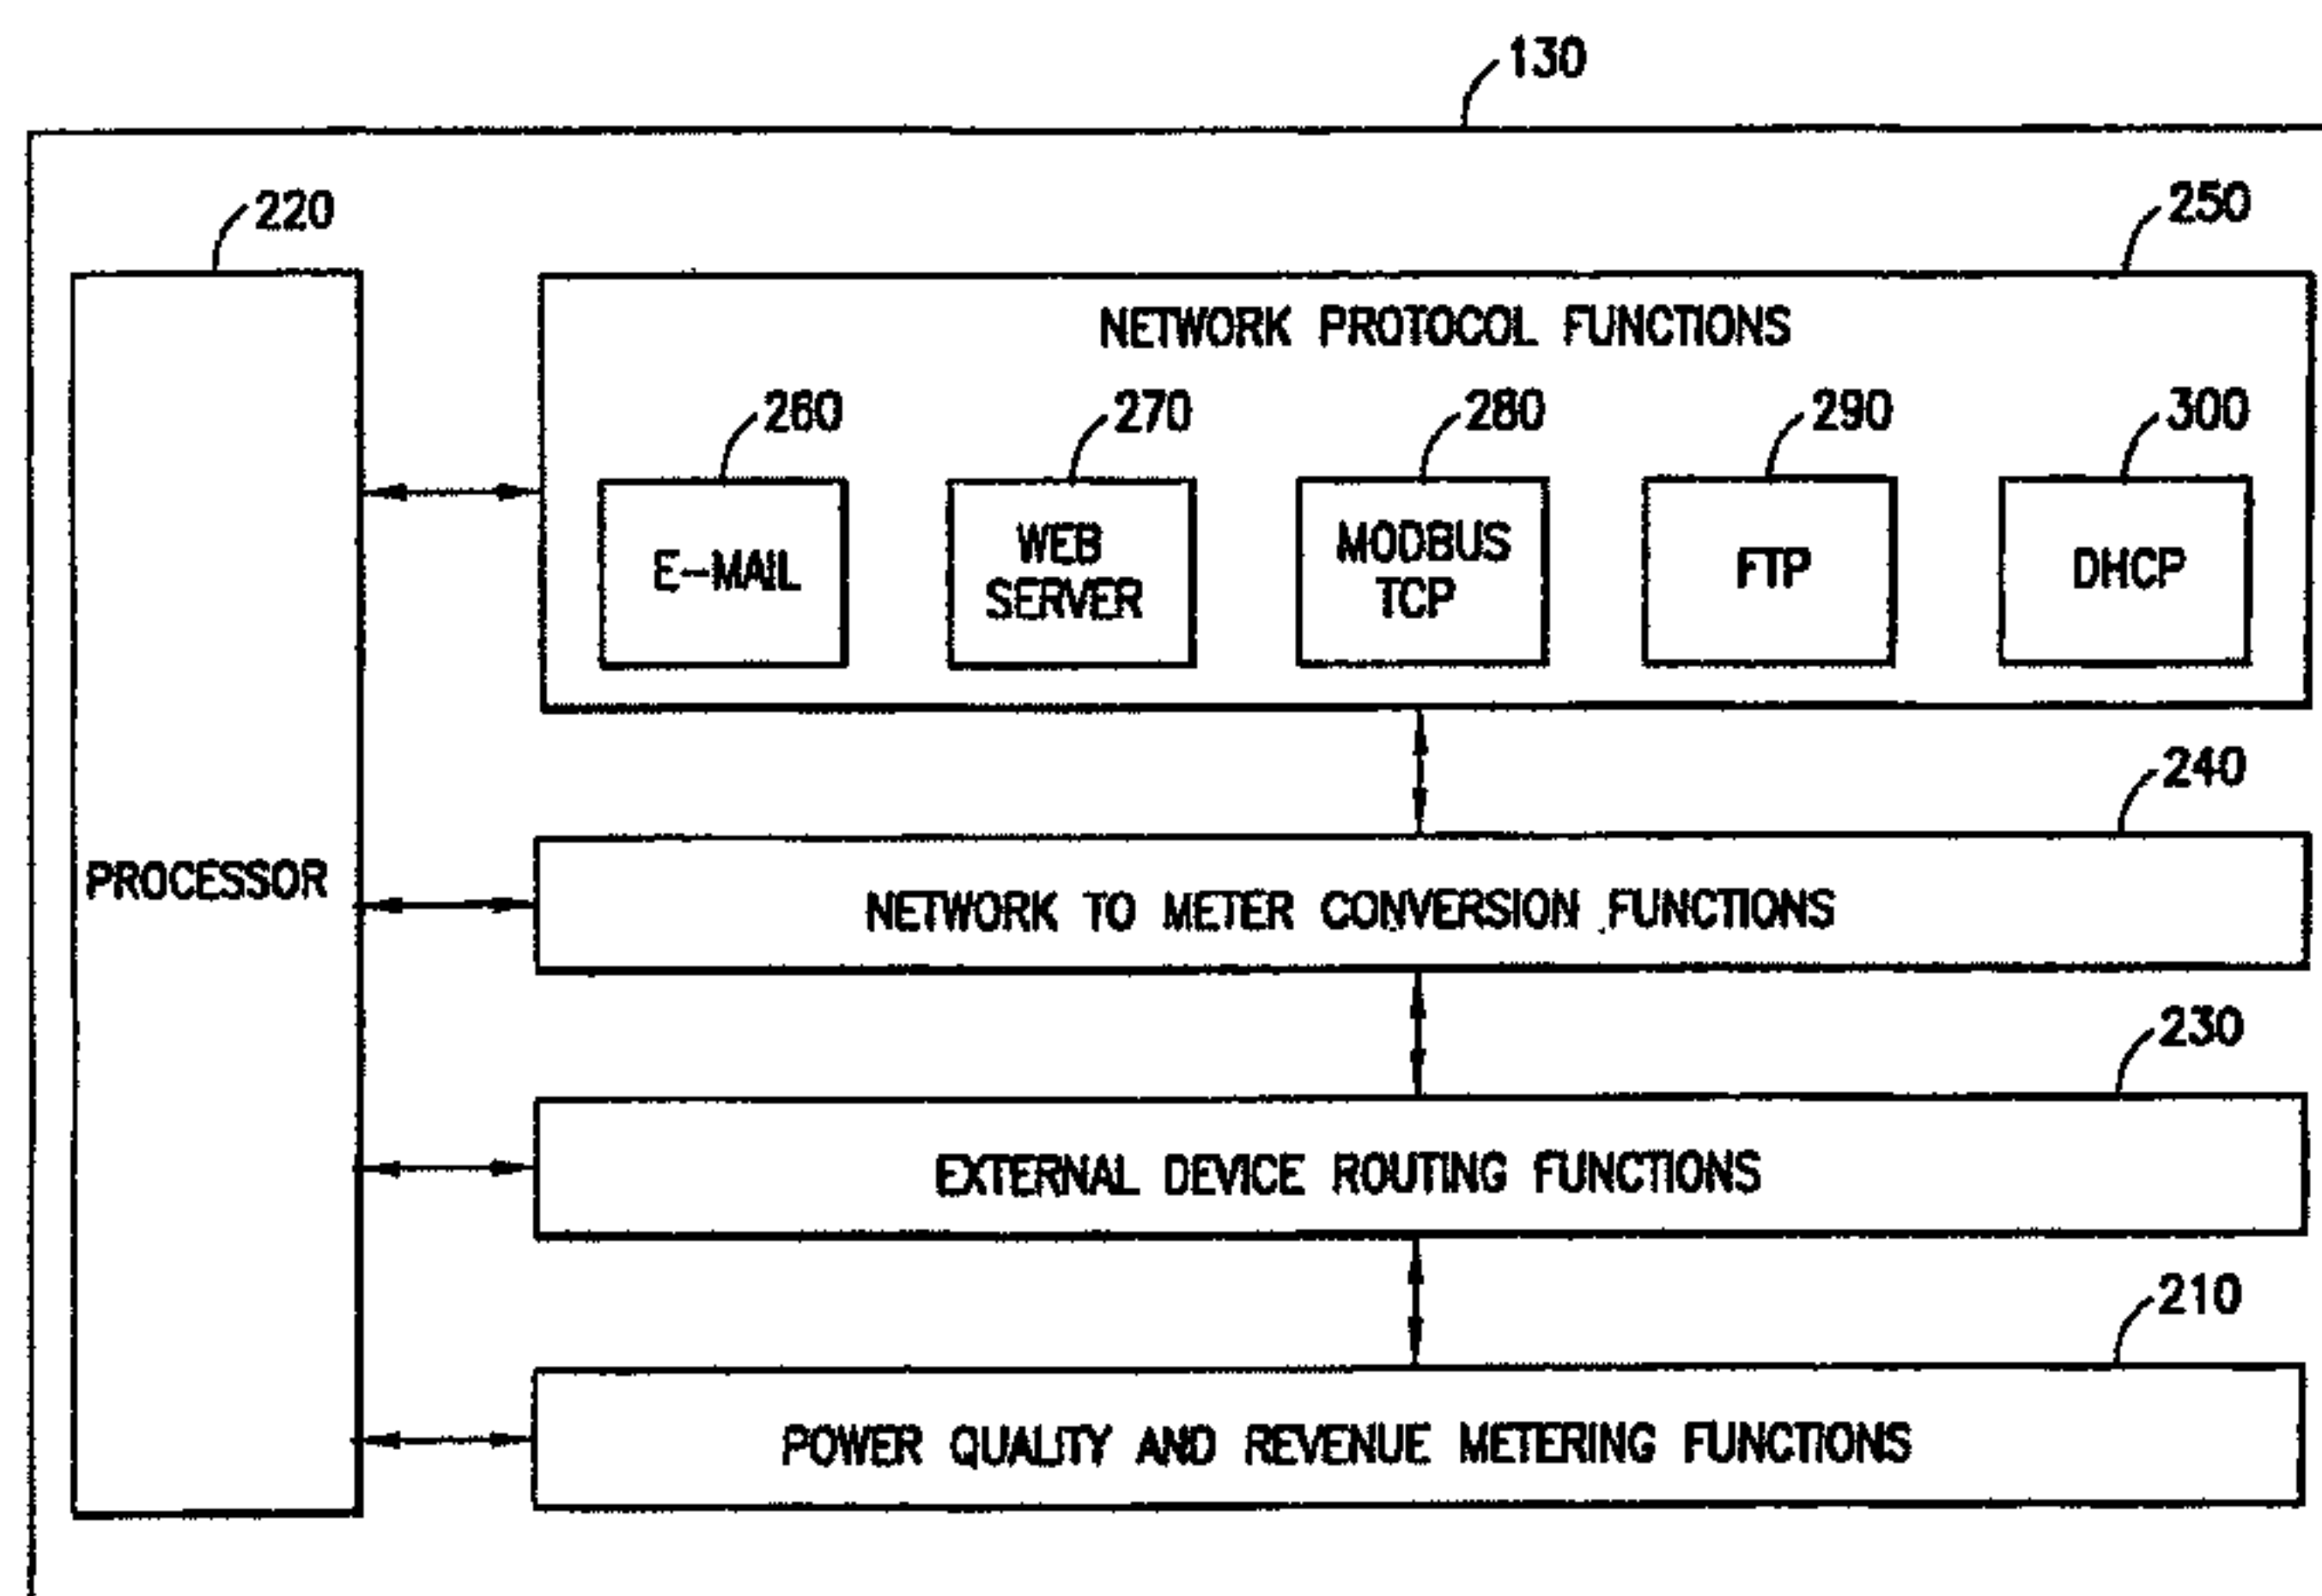 130
220
250
NETWORK PROTOCOL FUNCTIONS
260
270
280
290
300
E-MAIL
WEB
SERVER
MODBUS
TCP
FTP
DHCP
240
PROCESSOR
NETWORK TO METER CONVERSION FUNCTIONS
230
EXTERNAL DEVICE ROUTING FUNCTIONS
210
POWER QUALITY AND REVENUE METERING FUNCTIONS